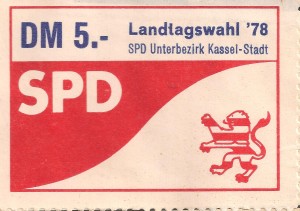 DM 5.-
Landtagswahl '78
SPD Unterbezirk Kassel-Stadt
SPD